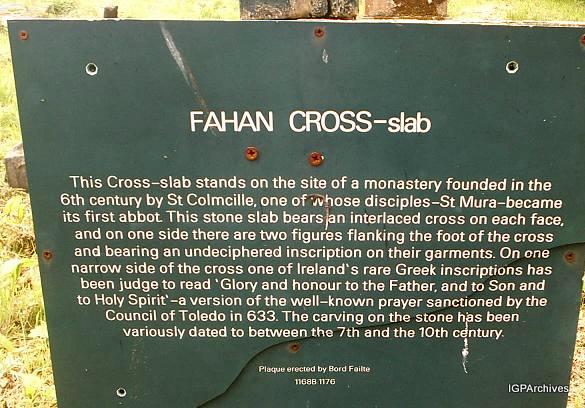 FAHAN CROSS-slab
This Cross-slab stands on the site of a monastery founded in the
6th century by St Colmcille, one of whose disciples-St Mura-became
its first abbot. This stone slab bears an interlaced cross on each face,
and on one side there are two figures flanking the foot of the cross
and bearing an undeciphered inscription on their garments. On one
narrow side of the cross one of Ireland's rare Greek inscriptions has
been judge to read 'Glory and honour to the Father, and to Son and
to Holy Spirit'-a version of the well-known prayer sanctioned by the
Council of Toledo in 633. The carving on the stone has been
variously dated to between the 7th and the 10th century.
Plaque erected by Bord Failte
1168B·1176
IGPArchives